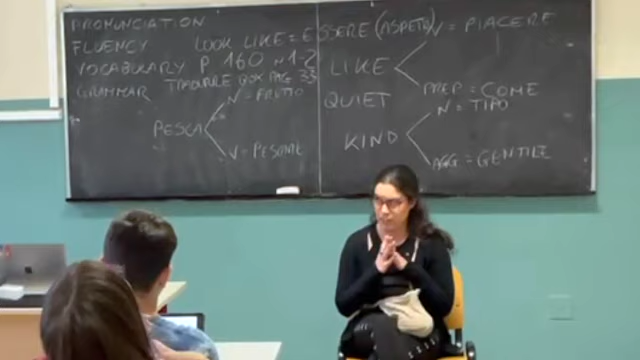 PRONUNCIATION
FLUENCY
VOCABULARY P 160 N 1-2
GRAMMAR TRADURRE BOX PAG 33
LOOK LIKE = ESSERE (ASPETTO)
PESCA
N = FRUTTO
V = PESCARE
LIKE
V = PIACERE
PREP = COME
QUIET
KIND
N = TIPO
AGG = GENTILE